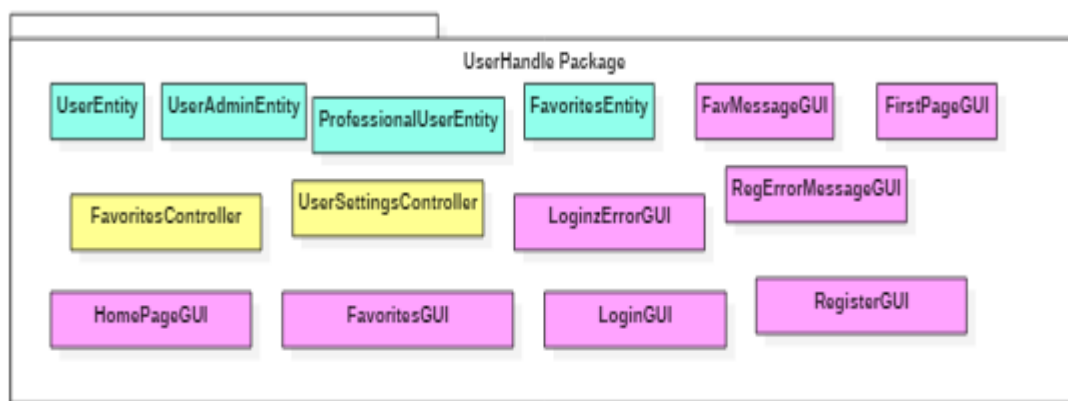 UserHandle Package
UserEntity
UserAdminEntity
ProfessionalUserEntity
FavoritesEntity
FavMessageGUI
FirstPageGUI
FavoritesController
UserSettingsController
LoginzErrorGUI
RegErrorMessageGUI
HomePageGUI
FavoritesGUI
LoginGUI
RegisterGUI